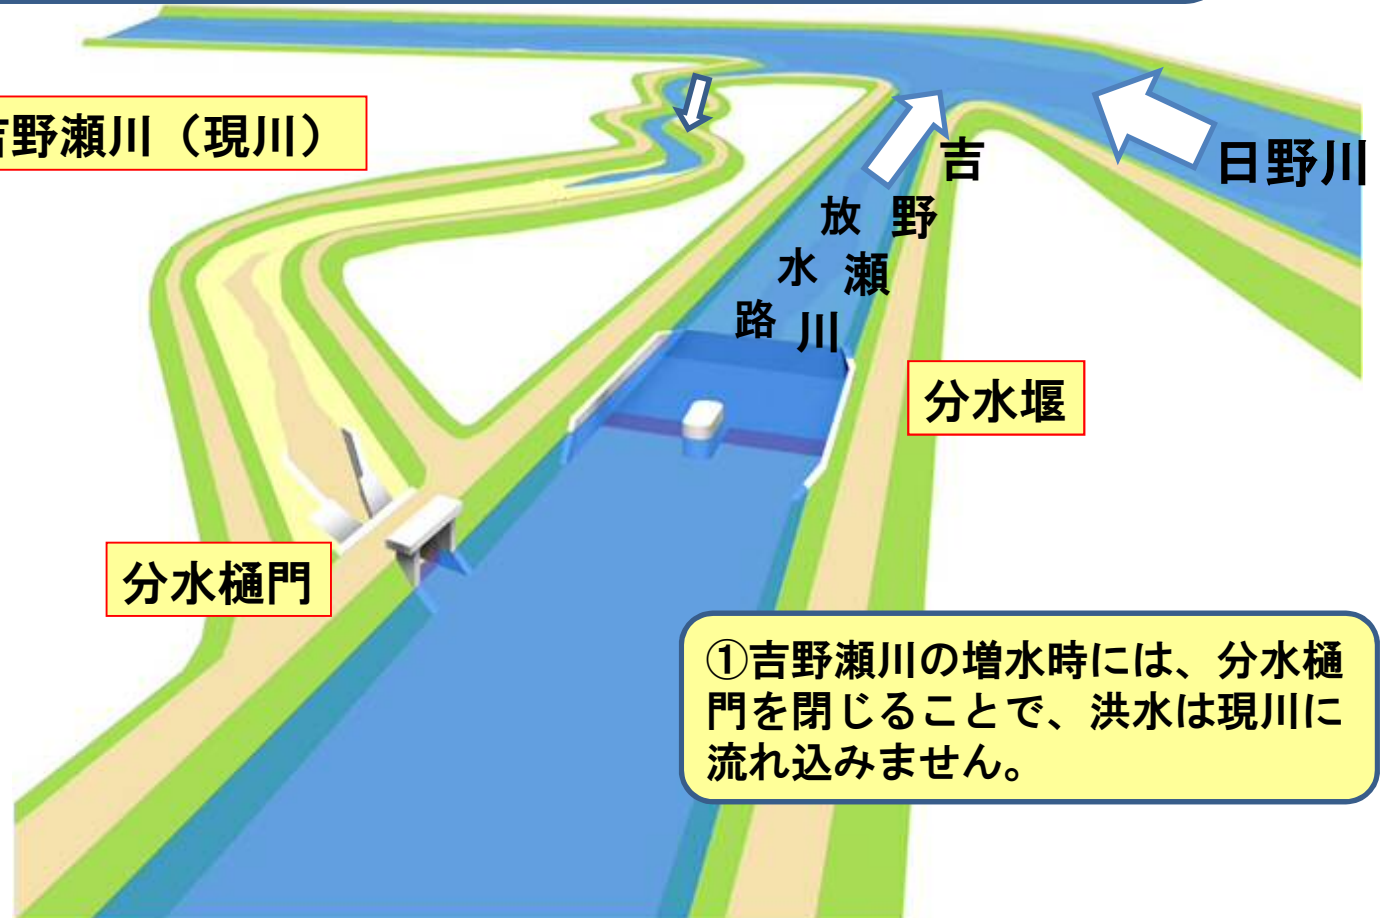 吉野瀬川（現川）
日野川
吉野瀬川
放水路
分水堰
分水樋門
①吉野瀬川の増水時には、分水樋
門を閉じることで、洪水は現川に
流れ込みません。